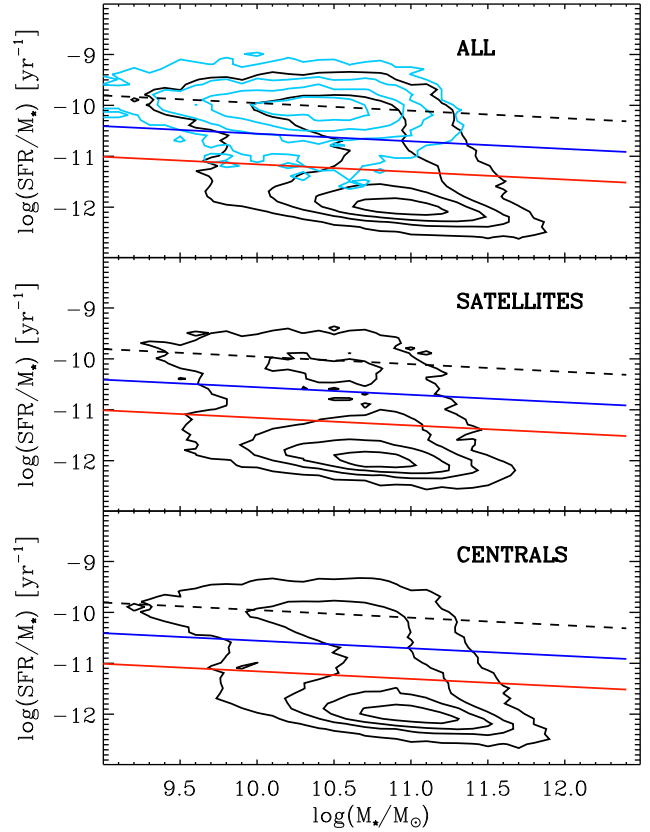 ALL
-9
-10
-11
-12
log(SFR/M⋆) [yr⁻¹]
SATELLITES
-9
-10
-11
-12
log(SFR/M⋆) [yr⁻¹]
CENTRALS
-9
-10
-11
-12
log(SFR/M⋆) [yr⁻¹]
9.5 10.0 10.5 11.0 11.5 12.0
log(M⋆/M⊙)